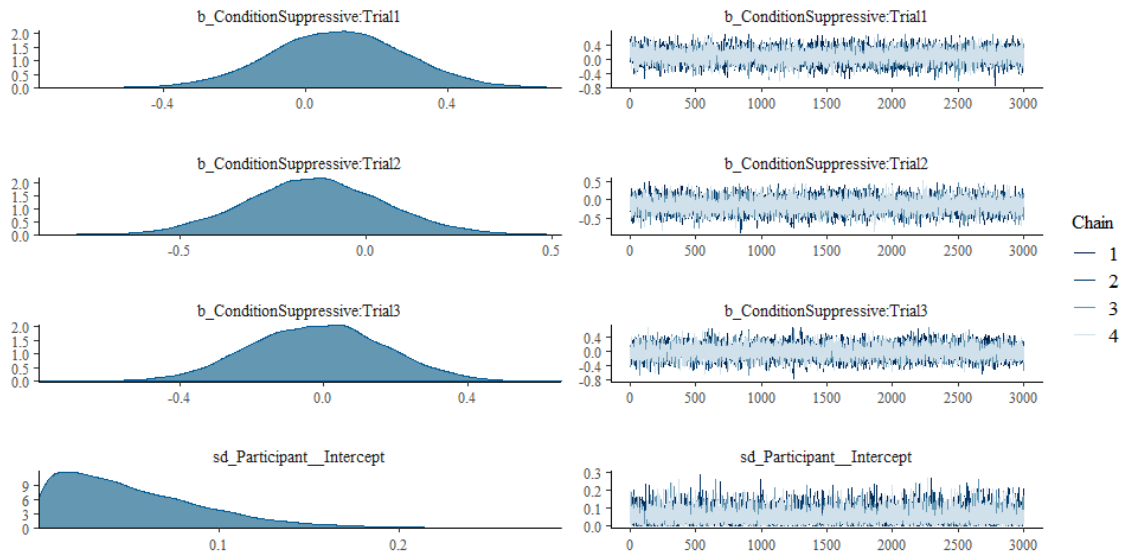 b_ConditionSuppressive:Trial1
2.0
1.5
1.0
0.5
0.0
-0.4 0.0 0.4
b_ConditionSuppressive:Trial1
0.4
0.0
-0.4
-0.8
0 500 1000 1500 2000 2500 3000
b_ConditionSuppressive:Trial2
2.0
1.5
1.0
0.5
0.0
-0.5 0.0 0.5
b_ConditionSuppressive:Trial2
0.5
0.0
-0.5
0 500 1000 1500 2000 2500 3000
b_ConditionSuppressive:Trial3
2.0
1.5
1.0
0.5
0.0
-0.4 0.0 0.4
b_ConditionSuppressive:Trial3
0.4
0.0
-0.4
-0.8
0 500 1000 1500 2000 2500 3000
sd_Participant__Intercept
9
6
3
0
0.1 0.2
sd_Participant__Intercept
0.3
0.2
0.1
0.0
0 500 1000 1500 2000 2500 3000
Chain
1
2
3
4